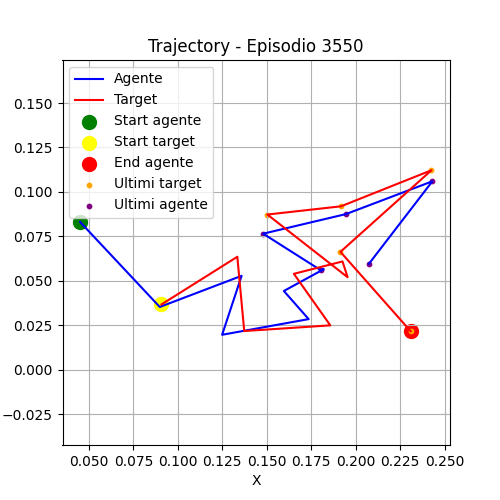 Trajectory - Episodio 3550
Agente
Target
Start agente
Start target
End agente
Ultimi target
Ultimi agente
0.150
0.125
0.100
0.075
0.050
0.025
0.000
−0.025
0.050 0.075 0.100 0.125 0.150 0.175 0.200 0.225 0.250
X